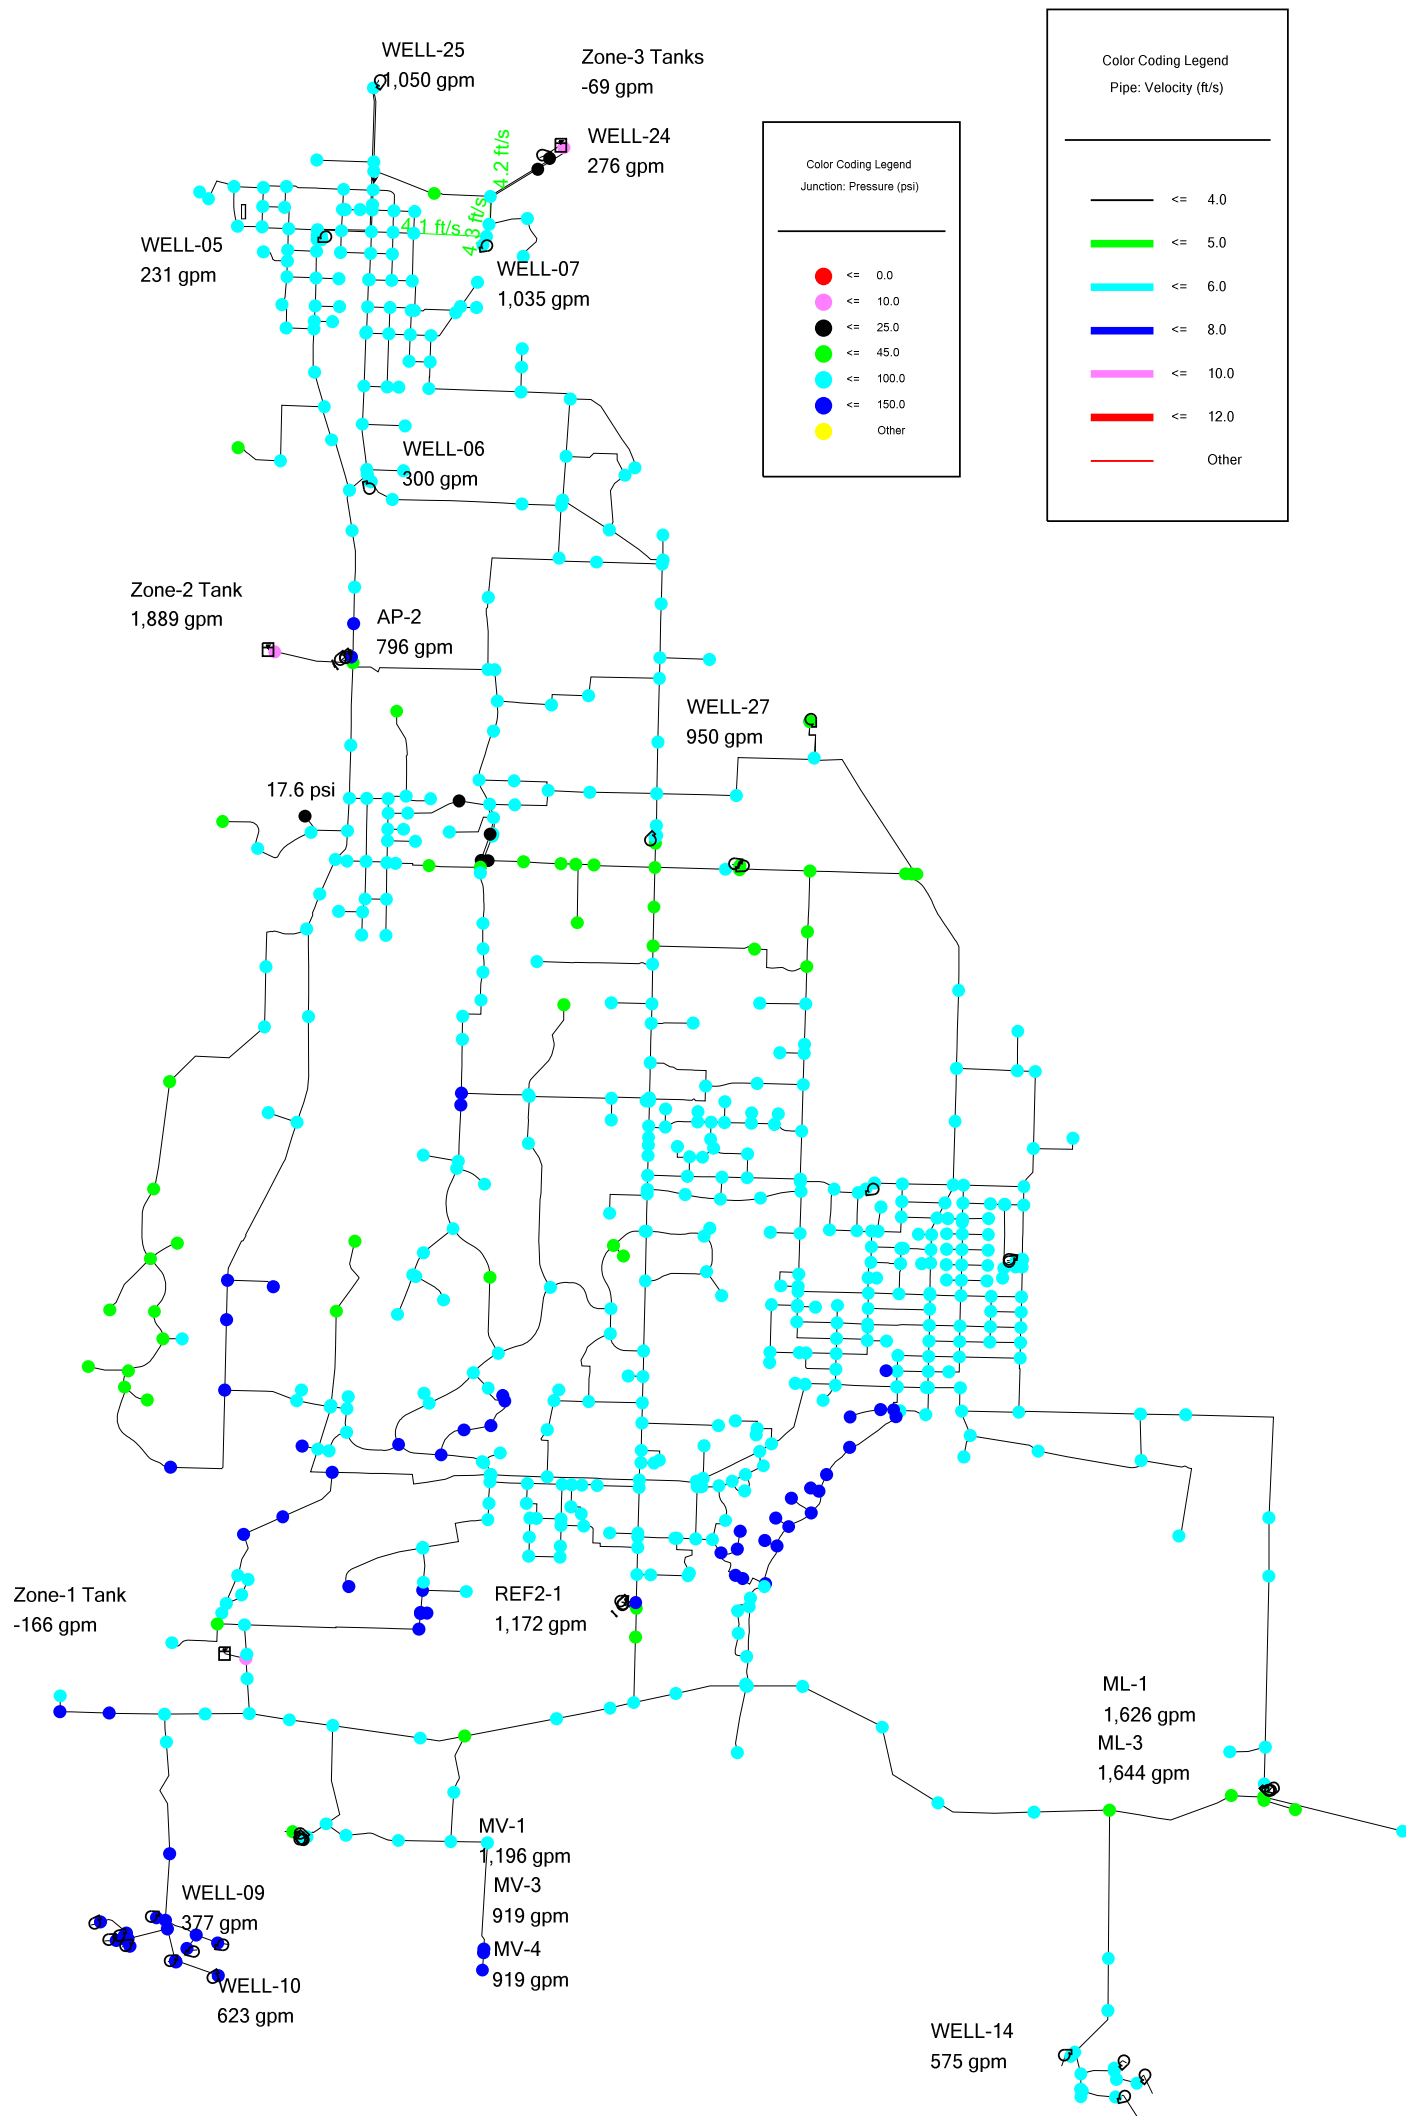 WELL-25
1,050 gpm
Zone-3 Tanks
-69 gpm
WELL-24
276 gpm
4.2 ft/s
4.1 ft/s
4.3 ft/s
WELL-05
231 gpm
WELL-07
1,035 gpm
Color Coding Legend
Junction: Pressure (psi)
<= 0.0
<= 10.0
<= 25.0
<= 45.0
<= 100.0
<= 150.0
Other
Color Coding Legend
Pipe: Velocity (ft/s)
<= 4.0
<= 5.0
<= 6.0
<= 8.0
<= 10.0
<= 12.0
Other
WELL-06
300 gpm
Zone-2 Tank
1,889 gpm
AP-2
796 gpm
WELL-27
950 gpm
17.6 psi
Zone-1 Tank
-166 gpm
REF2-1
1,172 gpm
ML-1
1,626 gpm
ML-3
1,644 gpm
MV-1
1,196 gpm
MV-3
919 gpm
MV-4
919 gpm
WELL-09
377 gpm
WELL-10
623 gpm
WELL-14
575 gpm